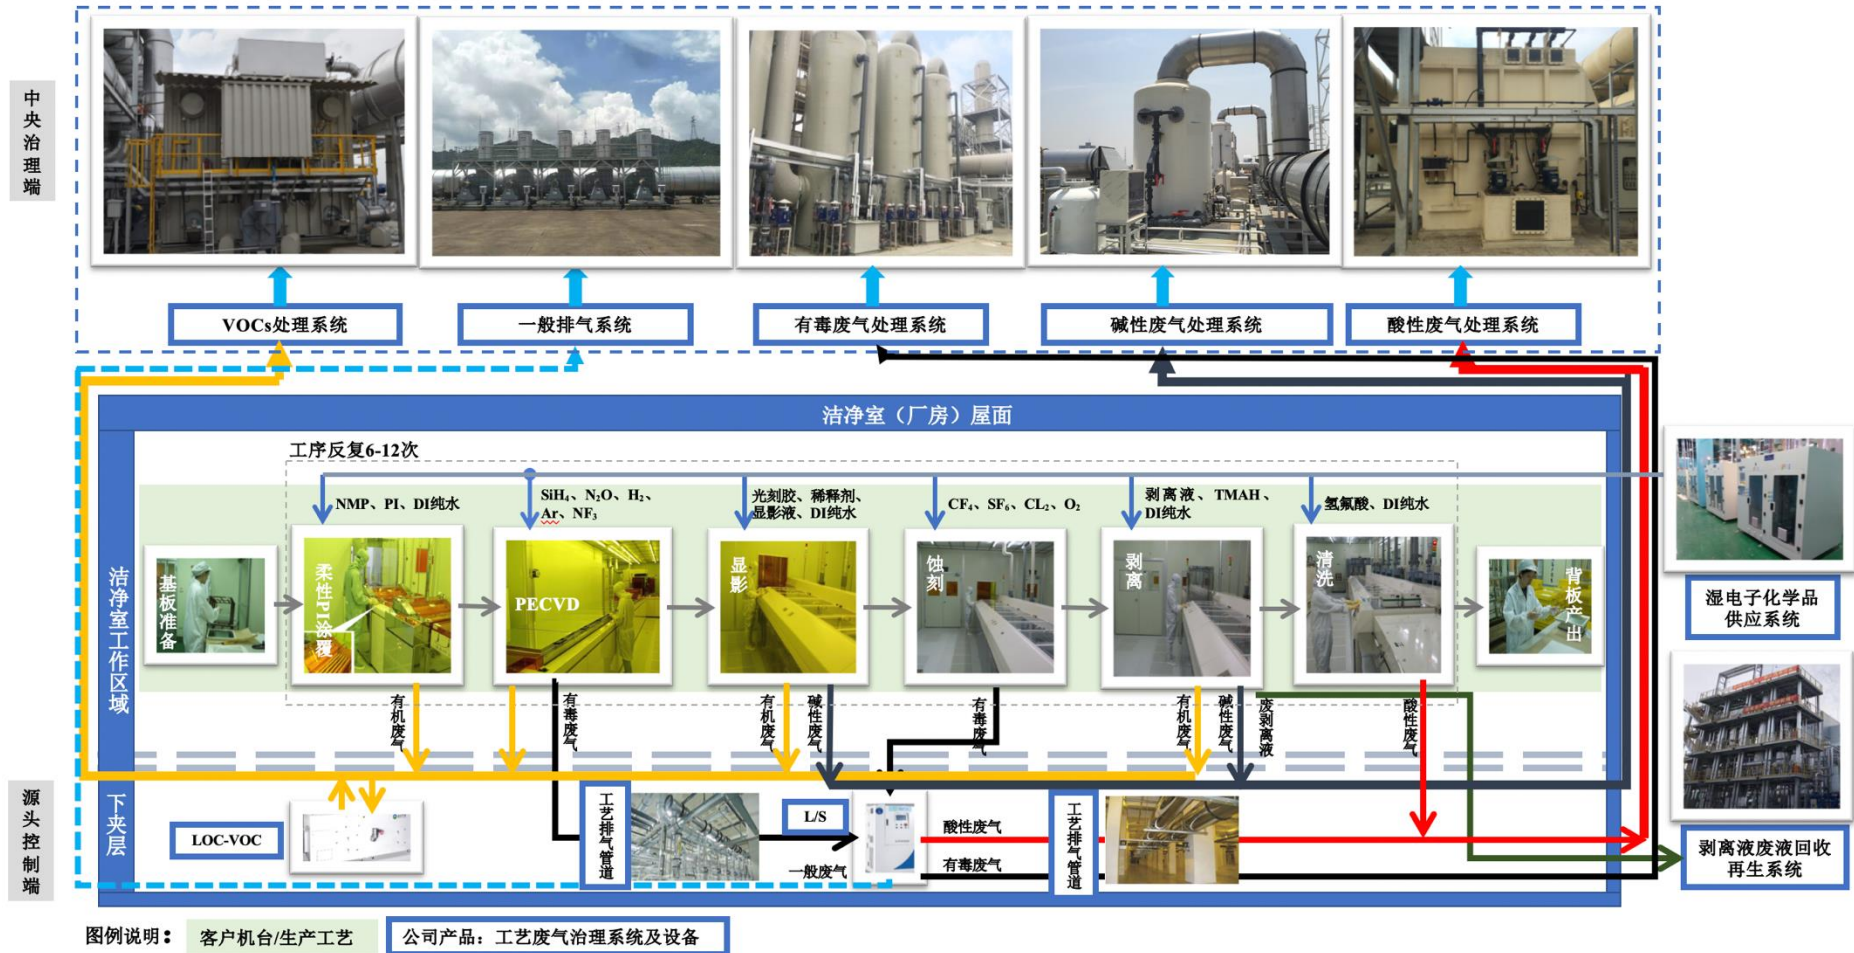 中央治理端
VOCs处理系统
一般排气系统
有毒废气处理系统
碱性废气处理系统
酸性废气处理系统
洁净室（厂房）屋面
工序反复6-12次
洁净室工作区域
NMP、PI、DI纯水
SiH₄、N₂O、H₂、
Ar、NF₃
光刻胶、稀释剂、
显影液、DI纯水
CF₄、SF₆、CL₂、O₂
剥离液、TMAH、
DI纯水
氢氟酸、DI纯水
基板准备
柔性PI涂覆
PECVD
显影
蚀刻
剥离
清洗
背板产出
湿电子化学品
供应系统
有机废气
有毒废气
有机废气
碱性废气
有毒废气
有机废气
碱性废气
废剥离液
酸性废气
源头控制端
下夹层
LOC-VOC
工艺排气管道
L/S
一般废气
酸性废气
有毒废气
工艺排气管道
剥离液废液回收
再生系统
图例说明：
客户机台/生产工艺
公司产品：工艺废气治理系统及设备